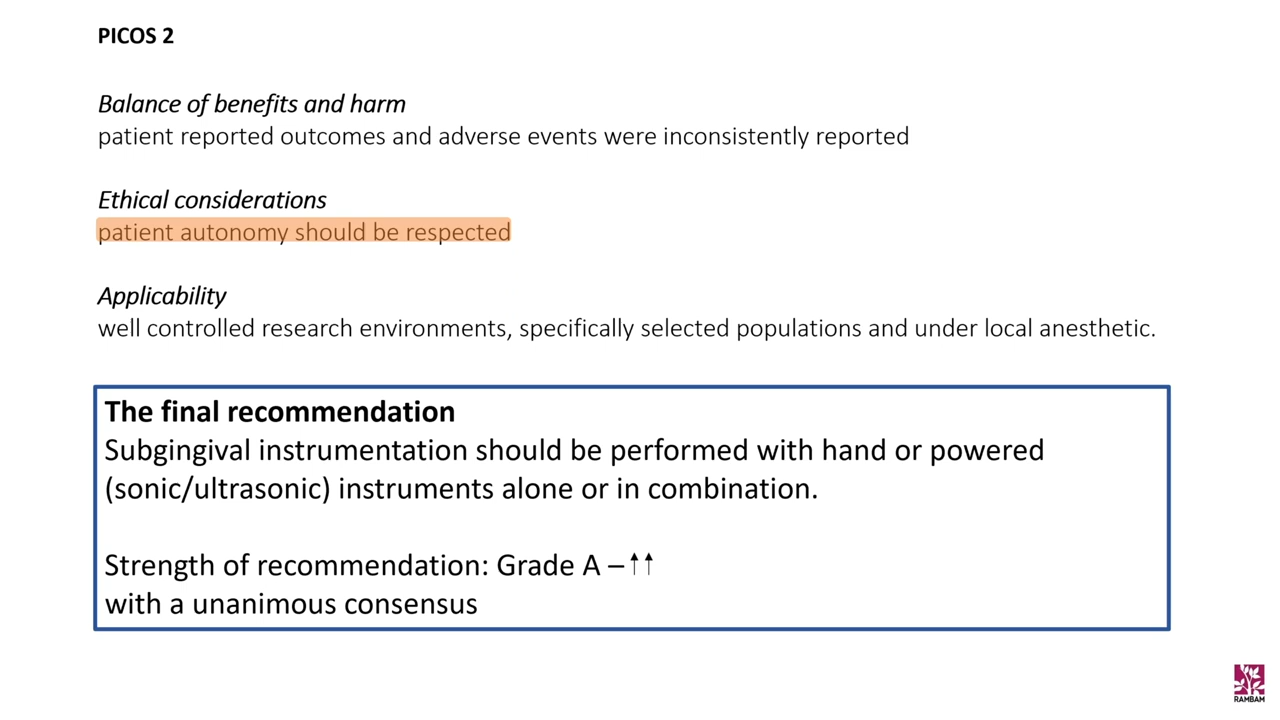 PICOS 2
Balance of benefits and harm
patient reported outcomes and adverse events were inconsistently reported
Ethical considerations
patient autonomy should be respected
Applicability
well controlled research environments, specifically selected populations and under local anesthetic.
The final recommendation
Subgingival instrumentation should be performed with hand or powered
(sonic/ultrasonic) instruments alone or in combination.
Strength of recommendation: Grade A – ↑↑
with a unanimous consensus
RAMBAM